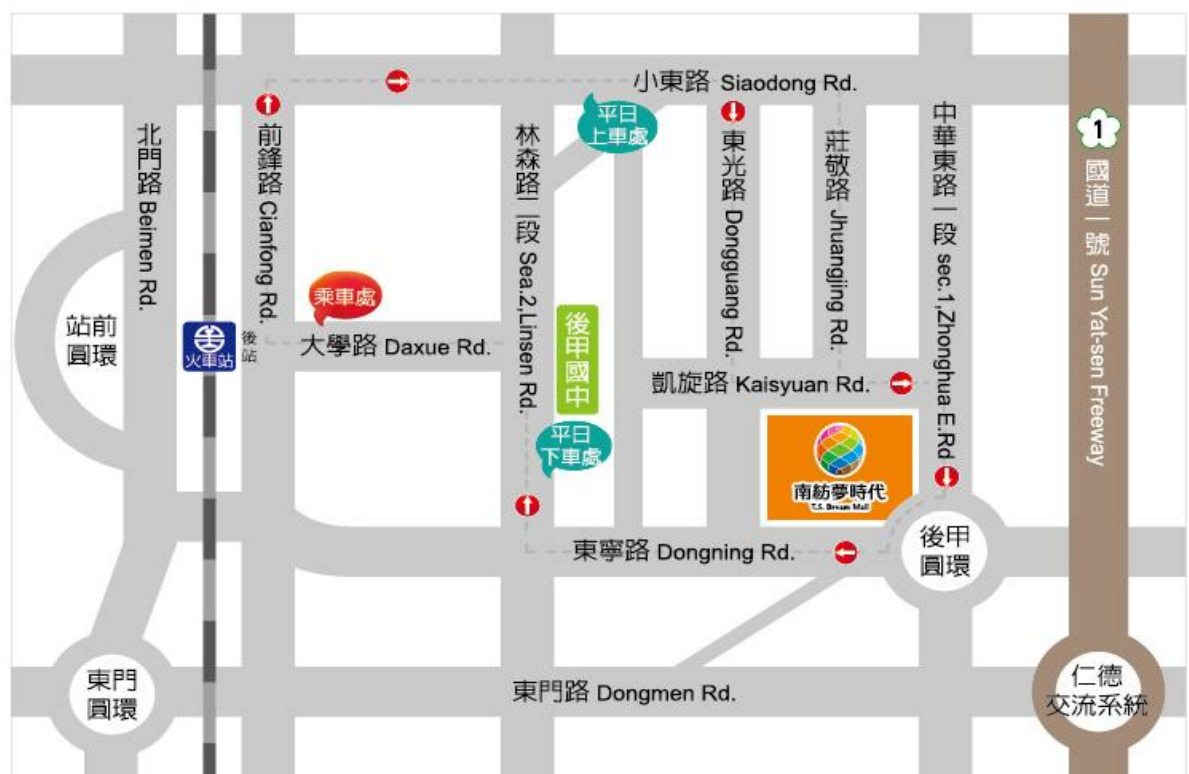 小東路 Siaodong Rd.
平日
上車處
北門路 Beimen Rd.
前鋒路 Cianfong Rd.
林森路二段 Sea.2,Linsen Rd.
東光路 Dongguang Rd.
莊敬路 Jhuangjing Rd.
中華東路一段 sec.1,Zhonghua E.Rd
1
國道一號 Sun Yat-sen Freeway
乘車處
站前
圓環
火車站
後站
大學路 Daxue Rd.
後甲國中
凱旋路 Kaisyuan Rd.
平日
下車處
南紡夢時代
T.S. Dream Mall
東寧路 Dongning Rd.
後甲
圓環
東門
圓環
東門路 Dongmen Rd.
仁德
交流系統